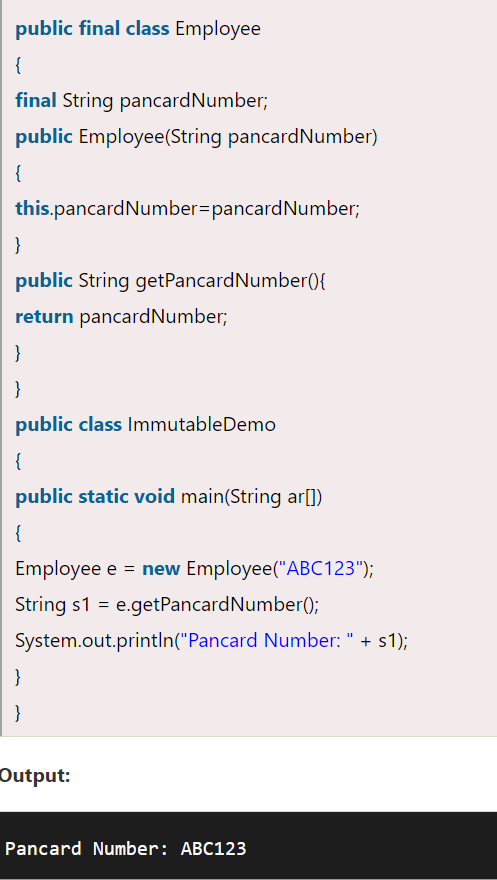 public final class Employee
{
final String pancardNumber;
public Employee(String pancardNumber)
{
this.pancardNumber=pancardNumber;
}
public String getPancardNumber(){
return pancardNumber;
}
}
public class ImmutableDemo
{
public static void main(String ar[])
{
Employee e = new Employee("ABC123");
String s1 = e.getPancardNumber();
System.out.println("Pancard Number: " + s1);
}
}
Output:
Pancard Number: ABC123